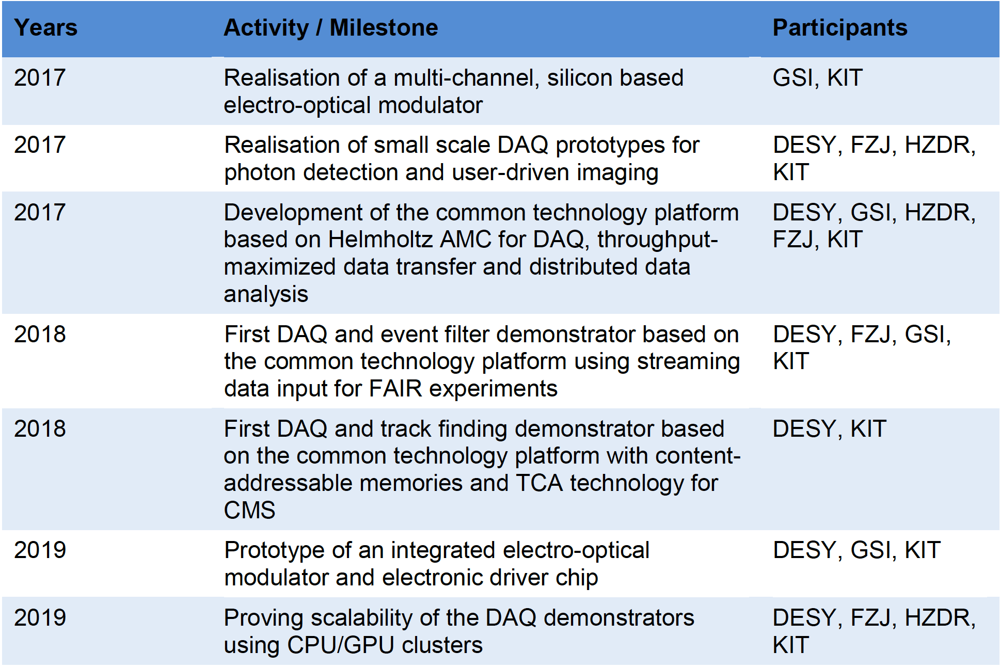 Years Activity / Milestone Participants
2017 Realisation of a multi-channel, silicon based GSI, KIT
electro-optical modulator
2017 Realisation of small scale DAQ prototypes for DESY, FZJ, HZDR,
photon detection and user-driven imaging KIT
2017 Development of the common technology platform DESY, GSI, HZDR,
based on Helmholtz AMC for DAQ, throughput- FZJ, KIT
maximized data transfer and distributed data
analysis
2018 First DAQ and event filter demonstrator based on DESY, FZJ, GSI,
the common technology platform using streaming KIT
data input for FAIR experiments
2018 First DAQ and track finding demonstrator based DESY, KIT
on the common technology platform with content-
addressable memories and TCA technology for
CMS
2019 Prototype of an integrated electro-optical DESY, GSI, KIT
modulator and electronic driver chip
2019 Proving scalability of the DAQ demonstrators DESY, FZJ, HZDR,
using CPU/GPU clusters KIT